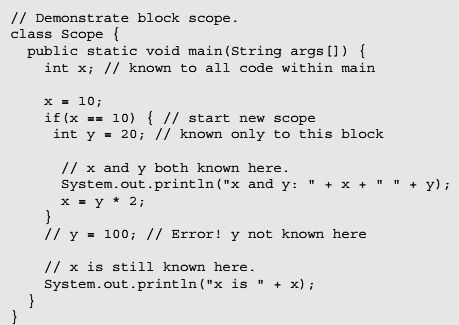 // Demonstrate block scope.
class Scope {
  public static void main(String args[]) {
    int x; // known to all code within main

    x = 10;
    if(x == 10) { // start new scope
     int y = 20; // known only to this block

      // x and y both known here.
      System.out.println("x and y: " + x + " " + y);
      x = y * 2;
    }
    // y = 100; // Error! y not known here

    // x is still known here.
    System.out.println("x is " + x);
  }
}